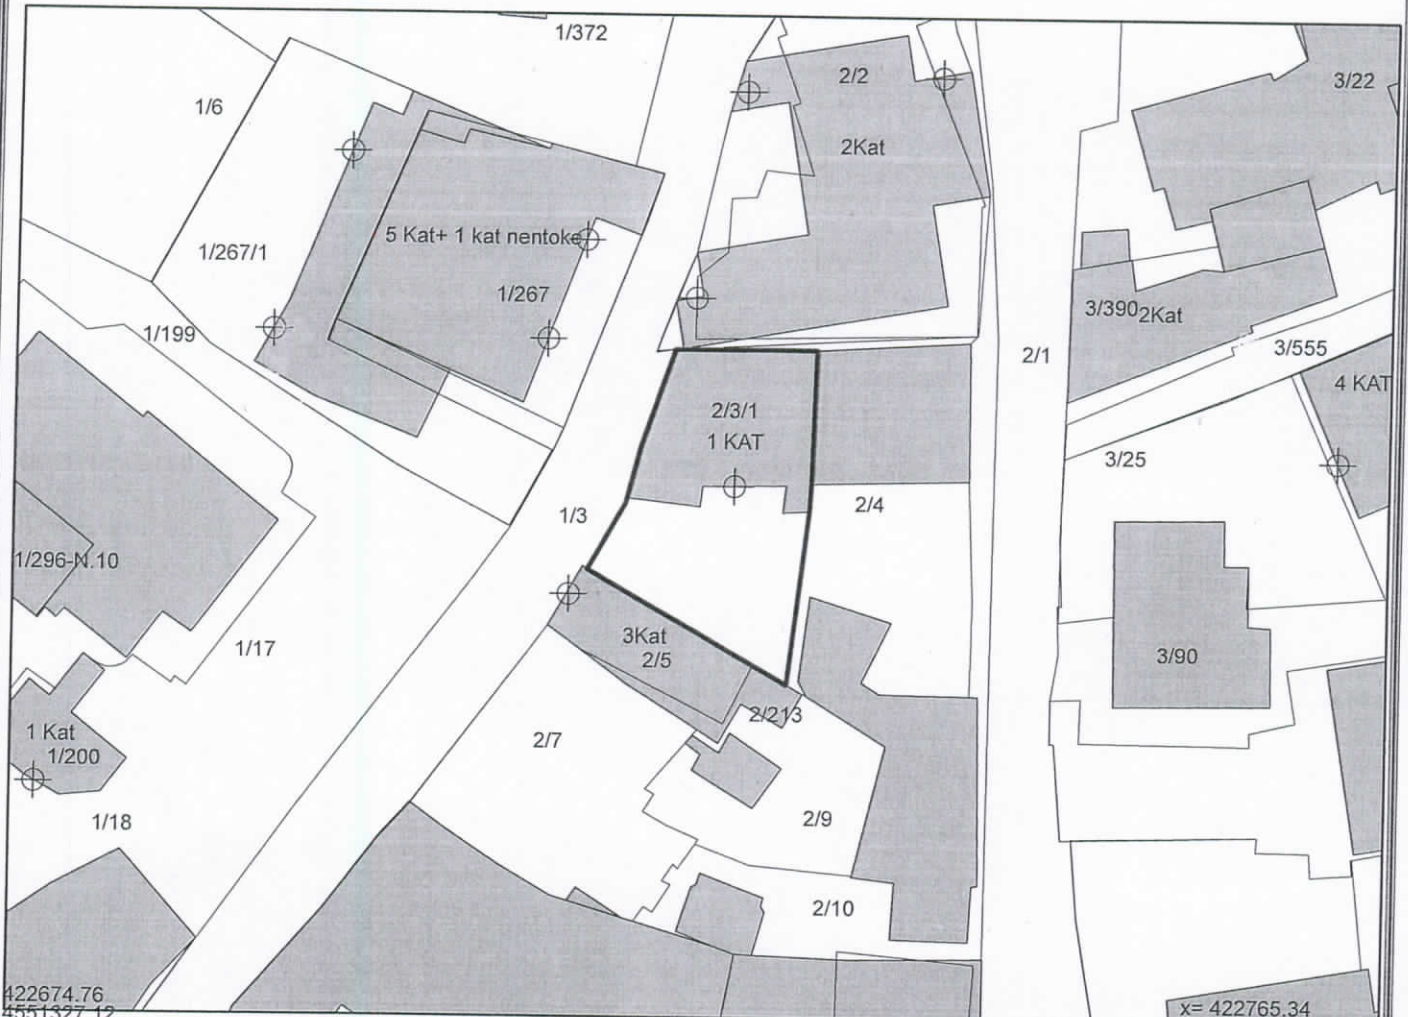 1/372
1/6
2/2
3/22
2Kat
5 Kat+ 1 kat nentoke
1/267/1
1/267
3/390
2Kat
1/199
2/1
3/555
4 KAT
2/3/1
1 KAT
3/25
2/4
1/3
1/296-N.10
3Kat
2/5
1/17
3/90
2/213
1 Kat
1/200
2/7
2/9
1/18
2/10
422674.76
4551327.12
x= 422765.34